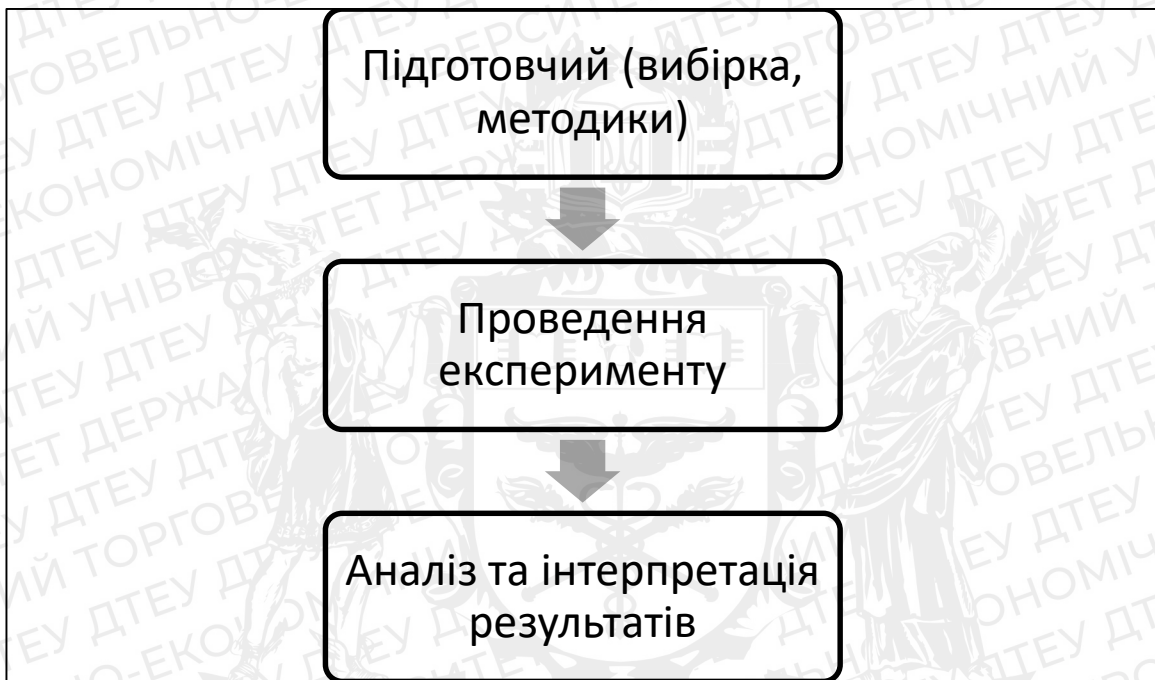 Підготовчий (вибірка,
методики)
Проведення
експерименту
Аналіз та інтерпретація
результатів